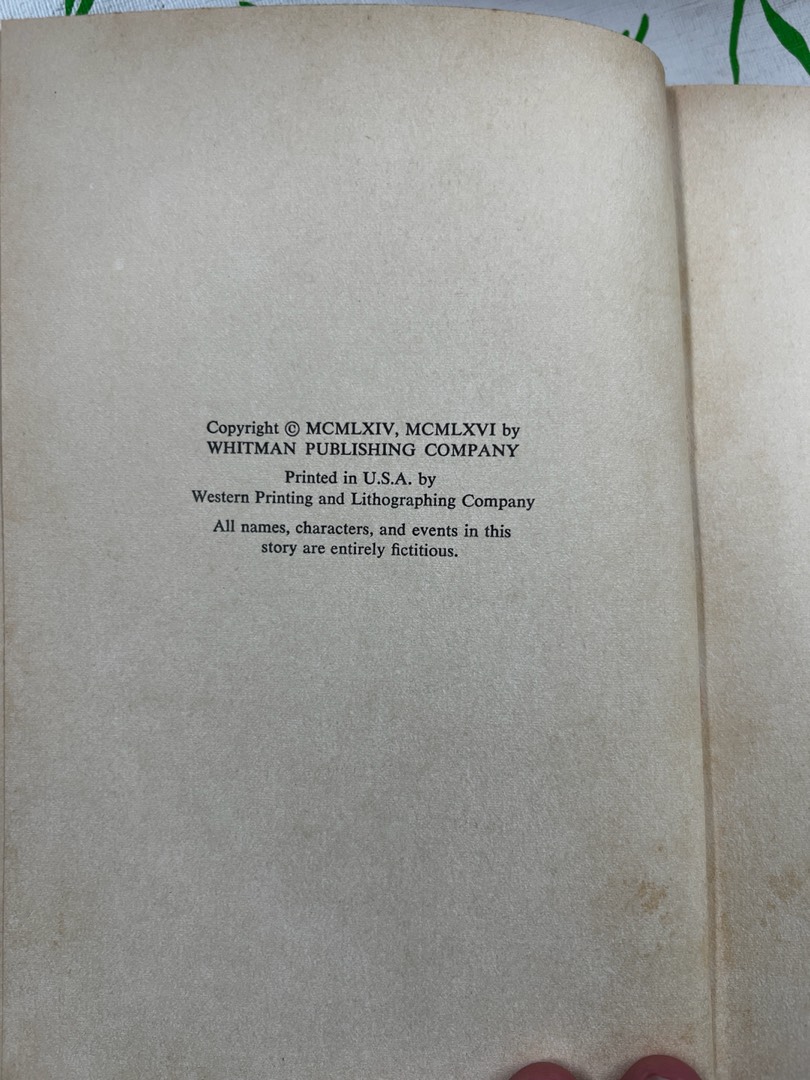 Copyright © MCMLXIV, MCMLXVI by
WHITMAN PUBLISHING COMPANY
Printed in U.S.A. by
Western Printing and Lithographing Company
All names, characters, and events in this
story are entirely fictitious.